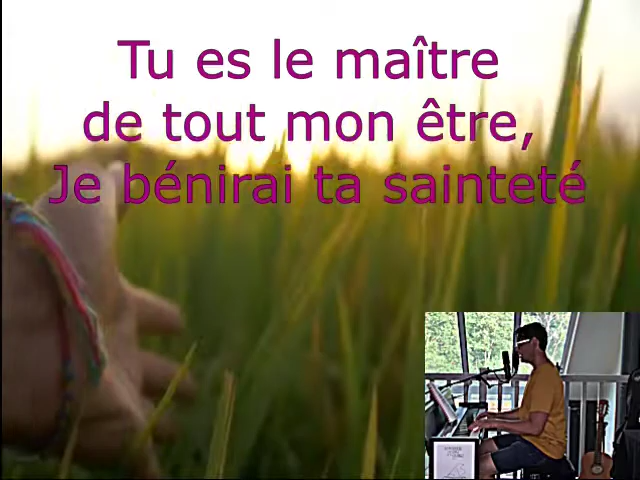 Tu es le maître
de tout mon être,
Je bénirai ta sainteté